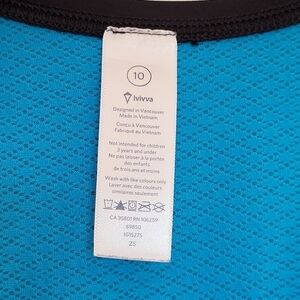 10
ivivva
Designed in Vancouver
Made in Vietnam
Conçu à Vancouver
Fabriqué au Vietnam
Not intended for children
3 years and under
Ne pas laisser à la portée
des enfants
de trois ans et moins
Wash with like colours only
Laver avec des couleurs
similaires seulement
CA 35801 RN 106259
69850
1G1S27S
ZS